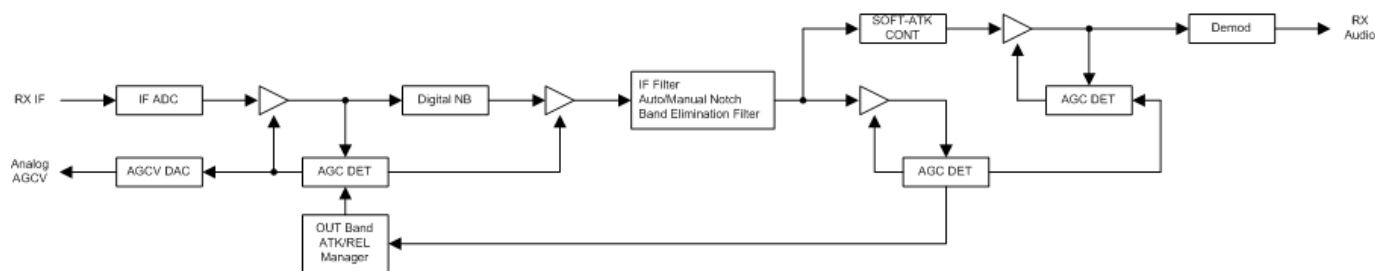 SOFT-ATK
CONT
Demod
RX
Audio
RX IF
IF ADC
Digital NB
IF Filter
Auto/Manual Notch
Band Elimination Filter
AGC DET
Analog
AGCV
AGCV DAC
AGC DET
AGC DET
OUT Band
ATK/REL
Manager